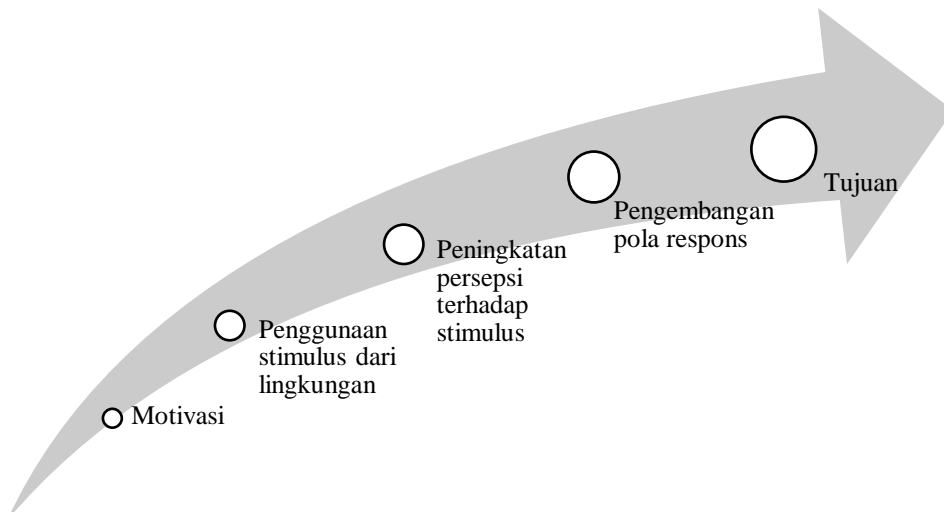 Motivasi
Penggunaan
stimulus dari
lingkungan
Peningkatan
persepsi
terhadap
stimulus
Pengembangan
pola respons
Tujuan